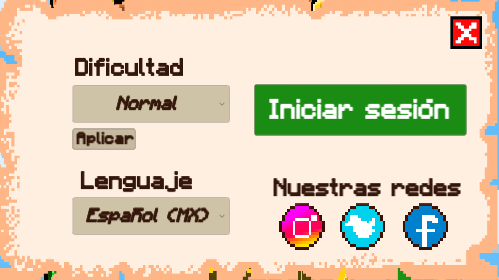 Dificultad
Normal
Aplicar
Iniciar sesión
Lenguaje
Español (MX)
Nuestras redes